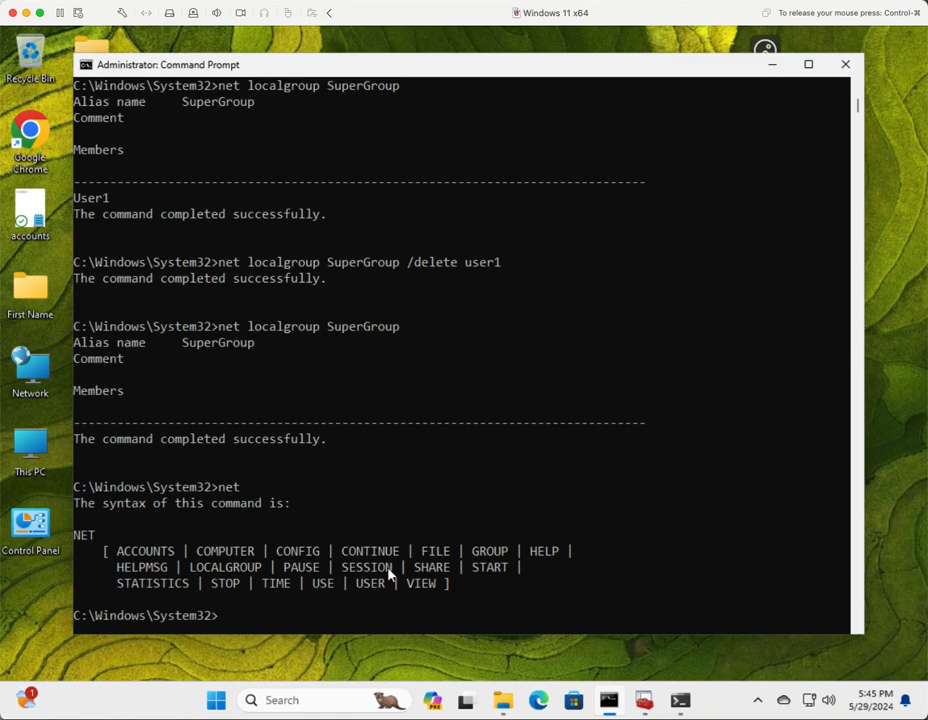 Windows 11 x64
To release your mouse press: Control-⌘
Recycle Bin
Administrator: Command Prompt
C:\Windows\System32>net localgroup SuperGroup
Alias name     SuperGroup
Comment
Members
-------------------------------------------------------------------------------
User1
The command completed successfully.
C:\Windows\System32>net localgroup SuperGroup /delete user1
The command completed successfully.
C:\Windows\System32>net localgroup SuperGroup
Alias name     SuperGroup
Comment
Members
-------------------------------------------------------------------------------
The command completed successfully.
C:\Windows\System32>net
The syntax of this command is:
NET
[ ACCOUNTS | COMPUTER | CONFIG | CONTINUE | FILE | GROUP | HELP |
HELPMSG | LOCALGROUP | PAUSE | SESSION | SHARE | START |
STATISTICS | STOP | TIME | USE | USER | VIEW ]
C:\Windows\System32>
Google
Chrome
accounts
First Name
Network
This PC
Control Panel
1
Search
PRE
5:45 PM
5/29/2024